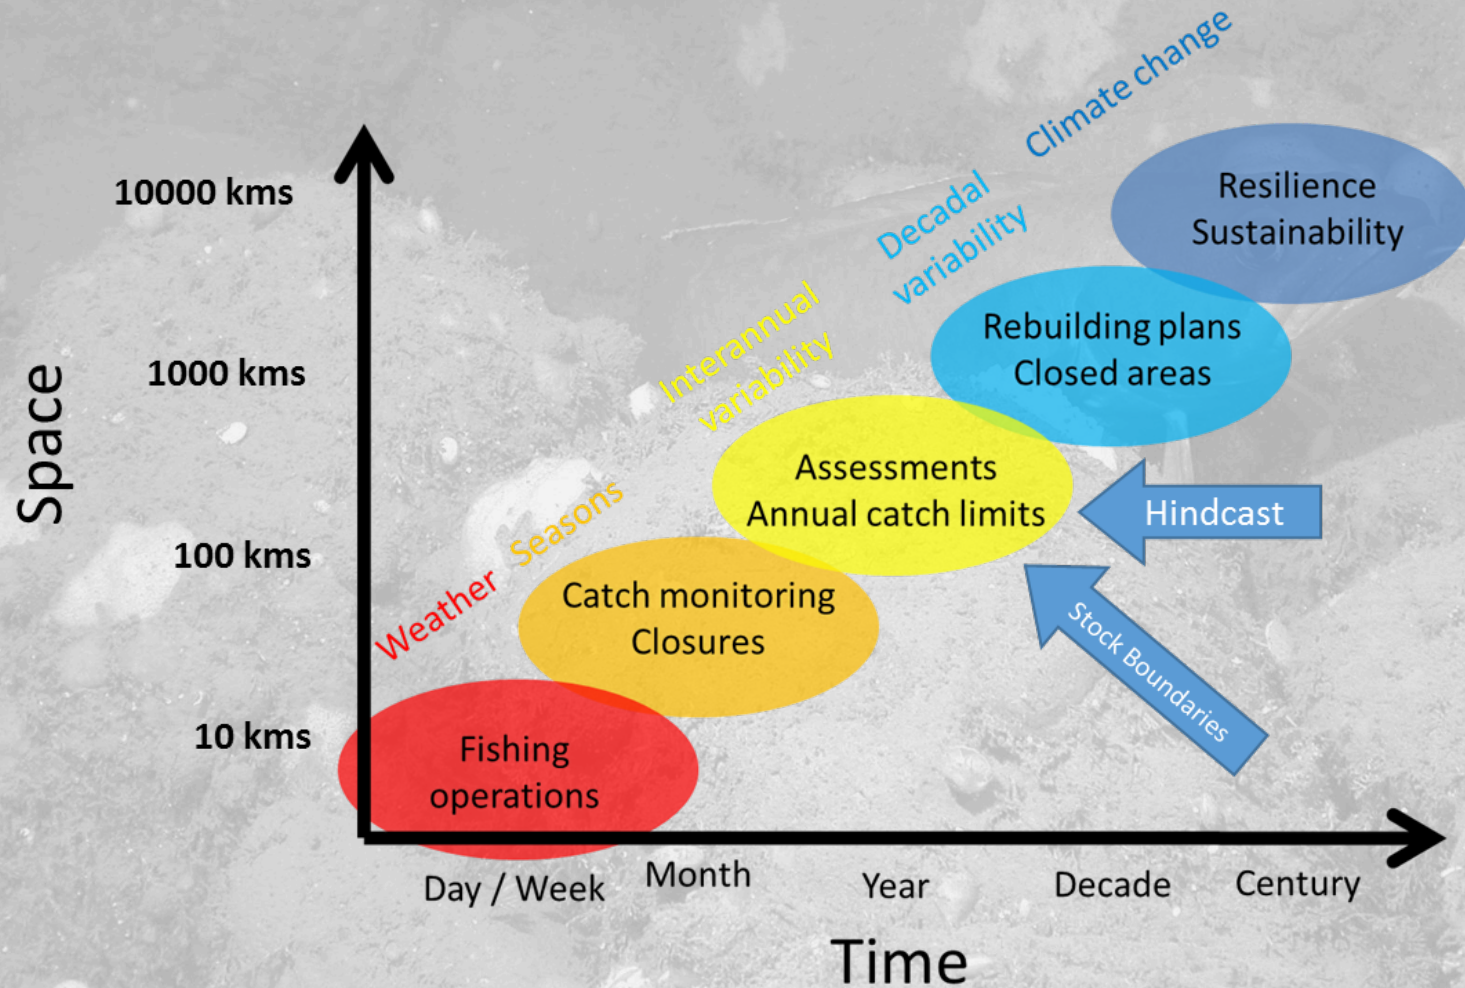 Climate change
10000 kms
Resilience
Sustainability
Decadal
variability
Rebuilding plans
Closed areas
1000 kms
Interannual
variability
Space
Assessments
Annual catch limits
Hindcast
Seasons
100 kms
Catch monitoring
Closures
Weather
Stock Boundaries
10 kms
Fishing
operations
Day / Week
Month
Year
Decade
Century
Time